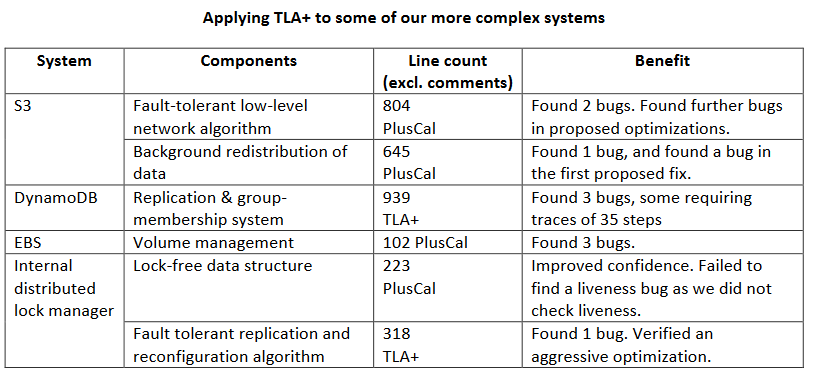 Applying TLA+ to some of our more complex systems
System Components Line count (excl. comments) Benefit
S3 Fault-tolerant low-level network algorithm 804 PlusCal Found 2 bugs. Found further bugs in proposed optimizations.
Background redistribution of data 645 PlusCal Found 1 bug, and found a bug in the first proposed fix.
DynamoDB Replication & group-membership system 939 TLA+ Found 3 bugs, some requiring traces of 35 steps
EBS Volume management 102 PlusCal Found 3 bugs.
Internal distributed lock manager Lock-free data structure 223 PlusCal Improved confidence. Failed to find a liveness bug as we did not check liveness.
Fault tolerant replication and reconfiguration algorithm 318 TLA+ Found 1 bug. Verified an aggressive optimization.